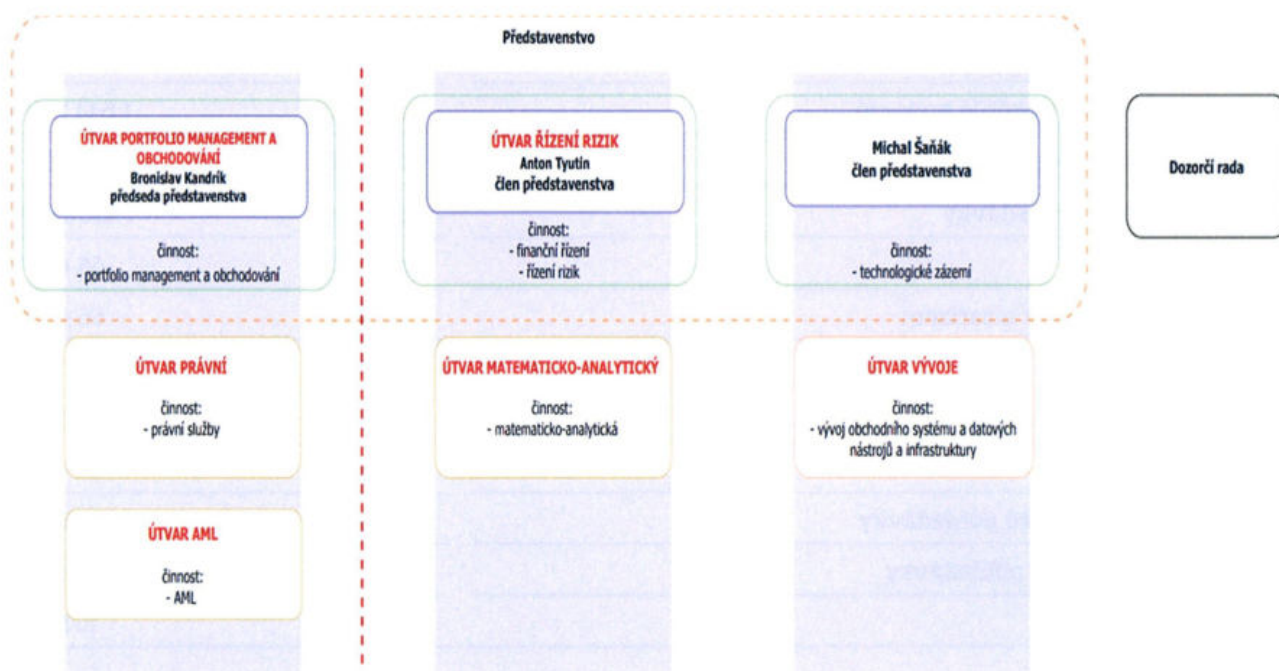 Představenstvo
ÚTVAR PORTFOLIO MANAGEMENT A
OBCHODOVÁNÍ
Bronislav Kandrík
předseda představenstva
činnost:
- portfolio management a obchodování
ÚTVAR ŘÍZENÍ RIZIK
Anton Tyutin
člen představenstva
činnost:
- finanční řízení
- řízení rizik
Michal Šaňák
člen představenstva
činnost:
- technologické zázemí
Dozorčí rada
ÚTVAR PRÁVNÍ
činnost:
- právní služby
ÚTVAR MATEMATICKO-ANALYTICKÝ
činnost:
- matematicko-analytická
ÚTVAR VÝVOJE
činnost:
- vývoj obchodního systému a datových
nástrojů a infrastruktury
ÚTVAR AML
činnost:
- AML